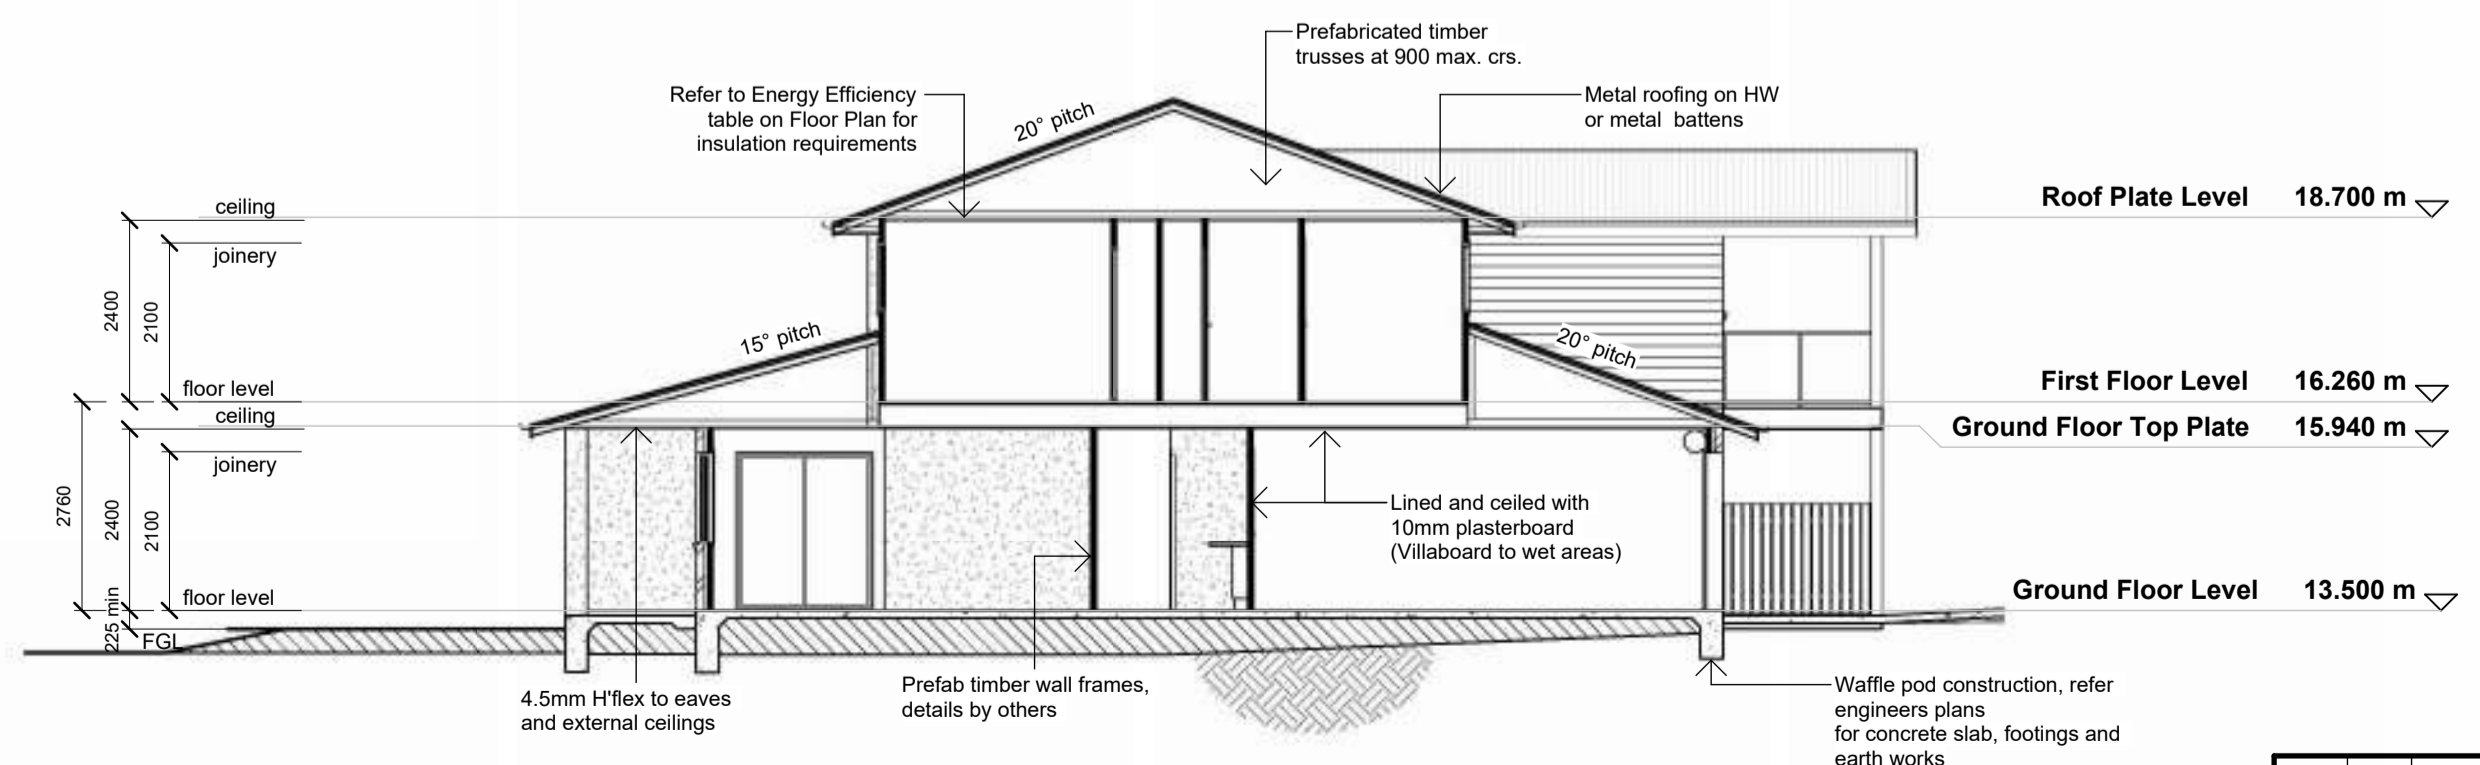 Prefabricated timber
trusses at 900 max. crs.
Refer to Energy Efficiency
table on Floor Plan for
insulation requirements
20° pitch
Metal roofing on HW
or metal battens
ceiling
joinery
2400
2100
floor level
Roof Plate Level 18.700 m
15° pitch
20° pitch
First Floor Level 16.260 m
ceiling
joinery
Ground Floor Top Plate 15.940 m
2760
2400
2100
floor level
225 min
FGL
Lined and ceiled with
10mm plasterboard
(Villaboard to wet areas)
Ground Floor Level 13.500 m
4.5mm H'flex to eaves
and external ceilings
Prefab timber wall frames,
details by others
Waffle pod construction, refer
engineers plans
for concrete slab, footings and
earth works